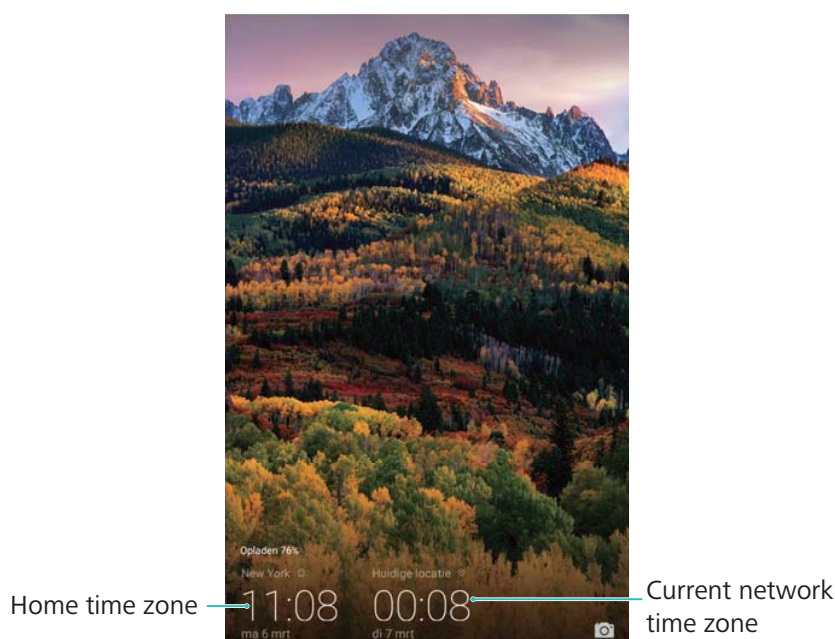 Opladen 76%
New York
Huidige locatie
Home time zone
11:08
00:08
Current network
time zone
ma 6 mrt
di 7 mrt